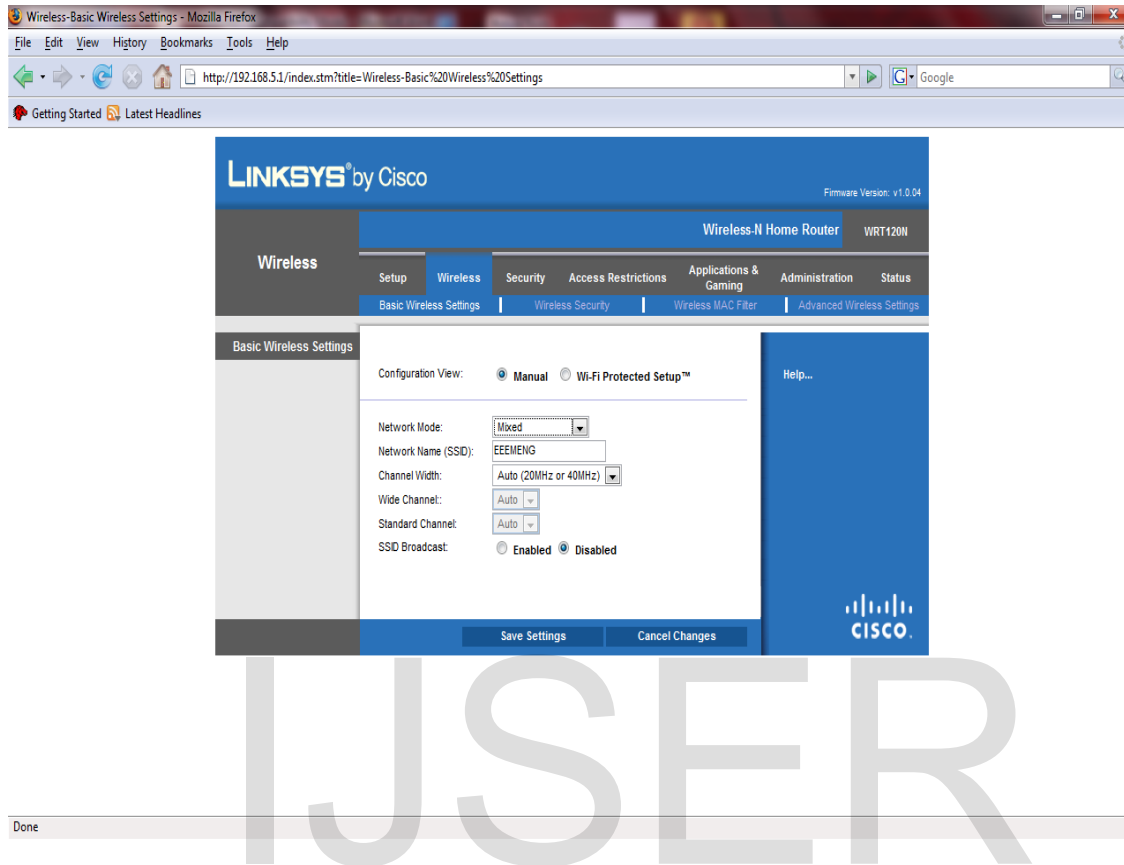 Wireless-Basic Wireless Settings - Mozilla Firefox
File Edit View History Bookmarks Tools Help
http://192.168.5.1/index.stm?title=Wireless-Basic%20Wireless%20Settings
G Google
Getting Started Latest Headlines
LINKSYS® by Cisco
Firmware Version: v1.0.04
Wireless-N Home Router WRT120N
Wireless
Setup Wireless Security Access Restrictions Applications & Gaming Administration Status
Basic Wireless Settings Wireless Security Wireless MAC Filter Advanced Wireless Settings
Basic Wireless Settings
Configuration View: Manual Wi-Fi Protected Setup™
Help...
Network Mode: Mixed
Network Name (SSID): EEEMENG
Channel Width: Auto (20MHz or 40MHz)
Wide Channel:: Auto
Standard Channel: Auto
SSID Broadcast: Enabled Disabled
Save Settings Cancel Changes
CISCO.
IJSER
Done